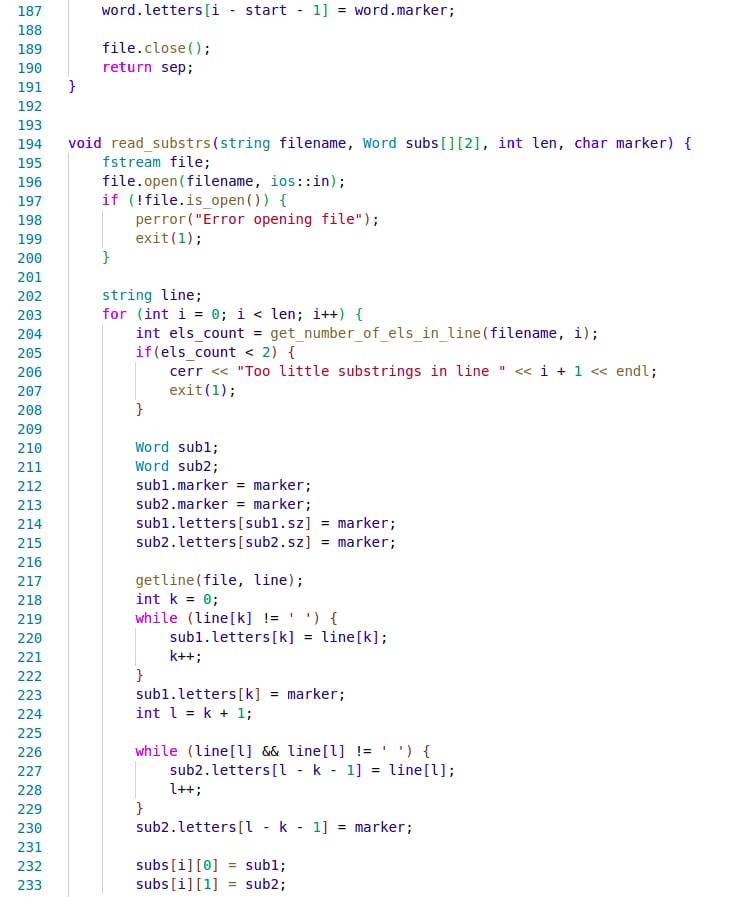 187 word.letters[i - start - 1] = word.marker;
188
189 file.close();
190 return sep;
191 }
192
193
194 void read_substrs(string filename, Word subs[][2], int len, char marker) {
195 fstream file;
196 file.open(filename, ios::in);
197 if (!file.is_open()) {
198 perror("Error opening file");
199 exit(1);
200 }
201
202 string line;
203 for (int i = 0; i < len; i++) {
204 int els_count = get_number_of_els_in_line(filename, i);
205 if(els_count < 2) {
206 cerr << "Too little substrings in line " << i + 1 << endl;
207 exit(1);
208 }
209
210 Word sub1;
211 Word sub2;
212 sub1.marker = marker;
213 sub2.marker = marker;
214 sub1.letters[sub1.sz] = marker;
215 sub2.letters[sub2.sz] = marker;
216
217 getline(file, line);
218 int k = 0;
219 while (line[k] != ' ') {
220 sub1.letters[k] = line[k];
221 k++;
222 }
223 sub1.letters[k] = marker;
224 int l = k + 1;
225
226 while (line[l] && line[l] != ' ') {
227 sub2.letters[l - k - 1] = line[l];
228 l++;
229 }
230 sub2.letters[l - k - 1] = marker;
231
232 subs[i][0] = sub1;
233 subs[i][1] = sub2;